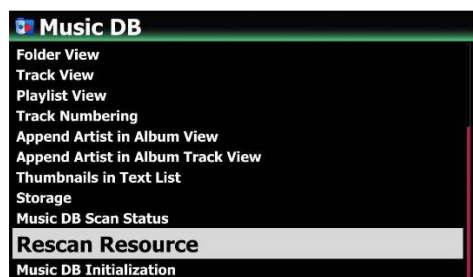 Music DB
Folder View
Track View
Playlist View
Track Numbering
Append Artist in Album View
Append Artist in Album Track View
Thumbnails in Text List
Storage
Music DB Scan Status
Rescan Resource
Music DB Initialization